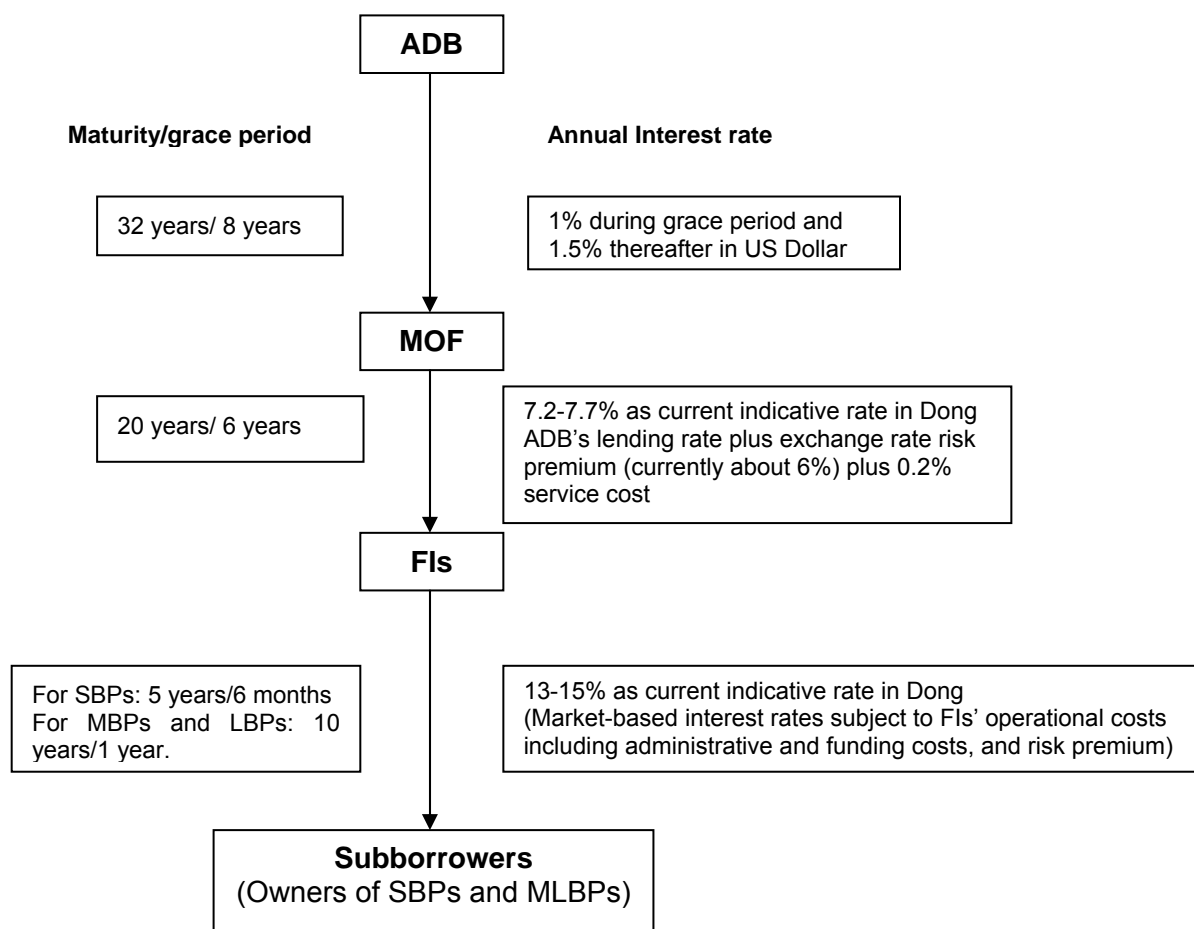 ADB
Maturity/grace period
Annual Interest rate
32 years/ 8 years
1% during grace period and
1.5% thereafter in US Dollar
MOF
20 years/ 6 years
7.2-7.7% as current indicative rate in Dong
ADB's lending rate plus exchange rate risk
premium (currently about 6%) plus 0.2%
service cost
FIs
For SBPs: 5 years/6 months
For MBPs and LBPs: 10
years/1 year.
13-15% as current indicative rate in Dong
(Market-based interest rates subject to FIs' operational costs
including administrative and funding costs, and risk premium)
Subborrowers
(Owners of SBPs and MLBPs)